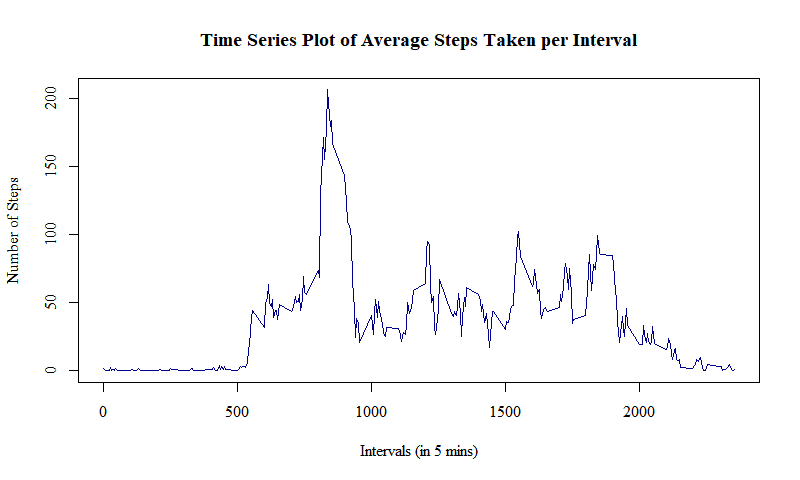 Time Series Plot of Average Steps Taken per Interval
Number of Steps
200
150
100
50
0
0 500 1000 1500 2000
Intervals (in 5 mins)